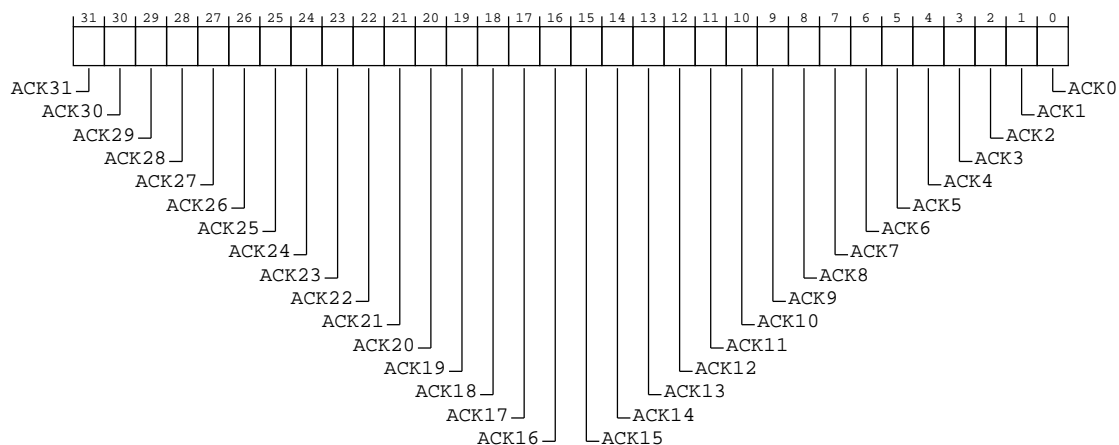 31 30 29 28 27 26 25 24 23 22 21 20 19 18 17 16 15 14 13 12 11 10 9 8 7 6 5 4 3 2 1 0
ACK31 ACK0
ACK30 ACK1
ACK29 ACK2
ACK28 ACK3
ACK27 ACK4
ACK26 ACK5
ACK25 ACK6
ACK24 ACK7
ACK23 ACK8
ACK22 ACK9
ACK21 ACK10
ACK20 ACK11
ACK19 ACK12
ACK18 ACK13
ACK17 ACK14
ACK16 ACK15